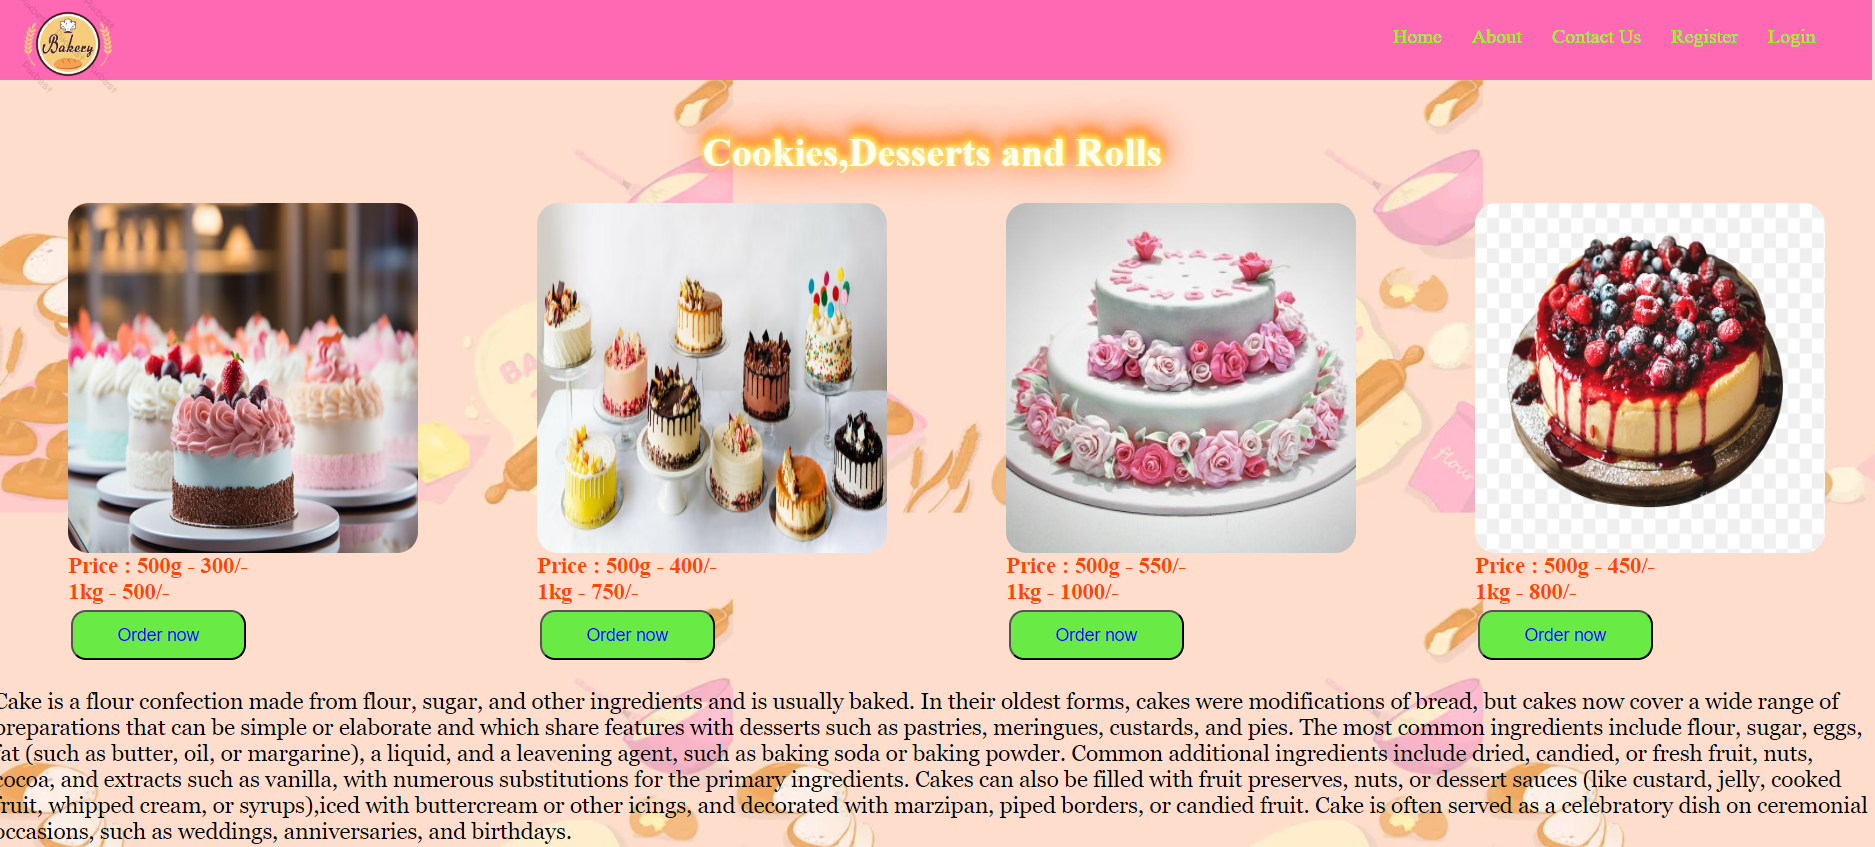 Bakery
Home About Contact Us Register Login
Cookies,Desserts and Rolls
Price : 500g - 300/-
1kg - 500/-
Order now
Price : 500g - 400/-
1kg - 750/-
Order now
Price : 500g - 550/-
1kg - 1000/-
Order now
Price : 500g - 450/-
1kg - 800/-
Order now
Cake is a flour confection made from flour, sugar, and other ingredients and is usually baked. In their oldest forms, cakes were modifications of bread, but cakes now cover a wide range of
preparations that can be simple or elaborate and which share features with desserts such as pastries, meringues, custards, and pies. The most common ingredients include flour, sugar, eggs,
fat (such as butter, oil, or margarine), a liquid, and a leavening agent, such as baking soda or baking powder. Common additional ingredients include dried, candied, or fresh fruit, nuts,
cocoa, and extracts such as vanilla, with numerous substitutions for the primary ingredients. Cakes can also be filled with fruit preserves, nuts, or dessert sauces (like custard, jelly, cooked
fruit, whipped cream, or syrups),iced with buttercream or other icings, and decorated with marzipan, piped borders, or candied fruit. Cake is often served as a celebratory dish on ceremonial
occasions, such as weddings, anniversaries, and birthdays.